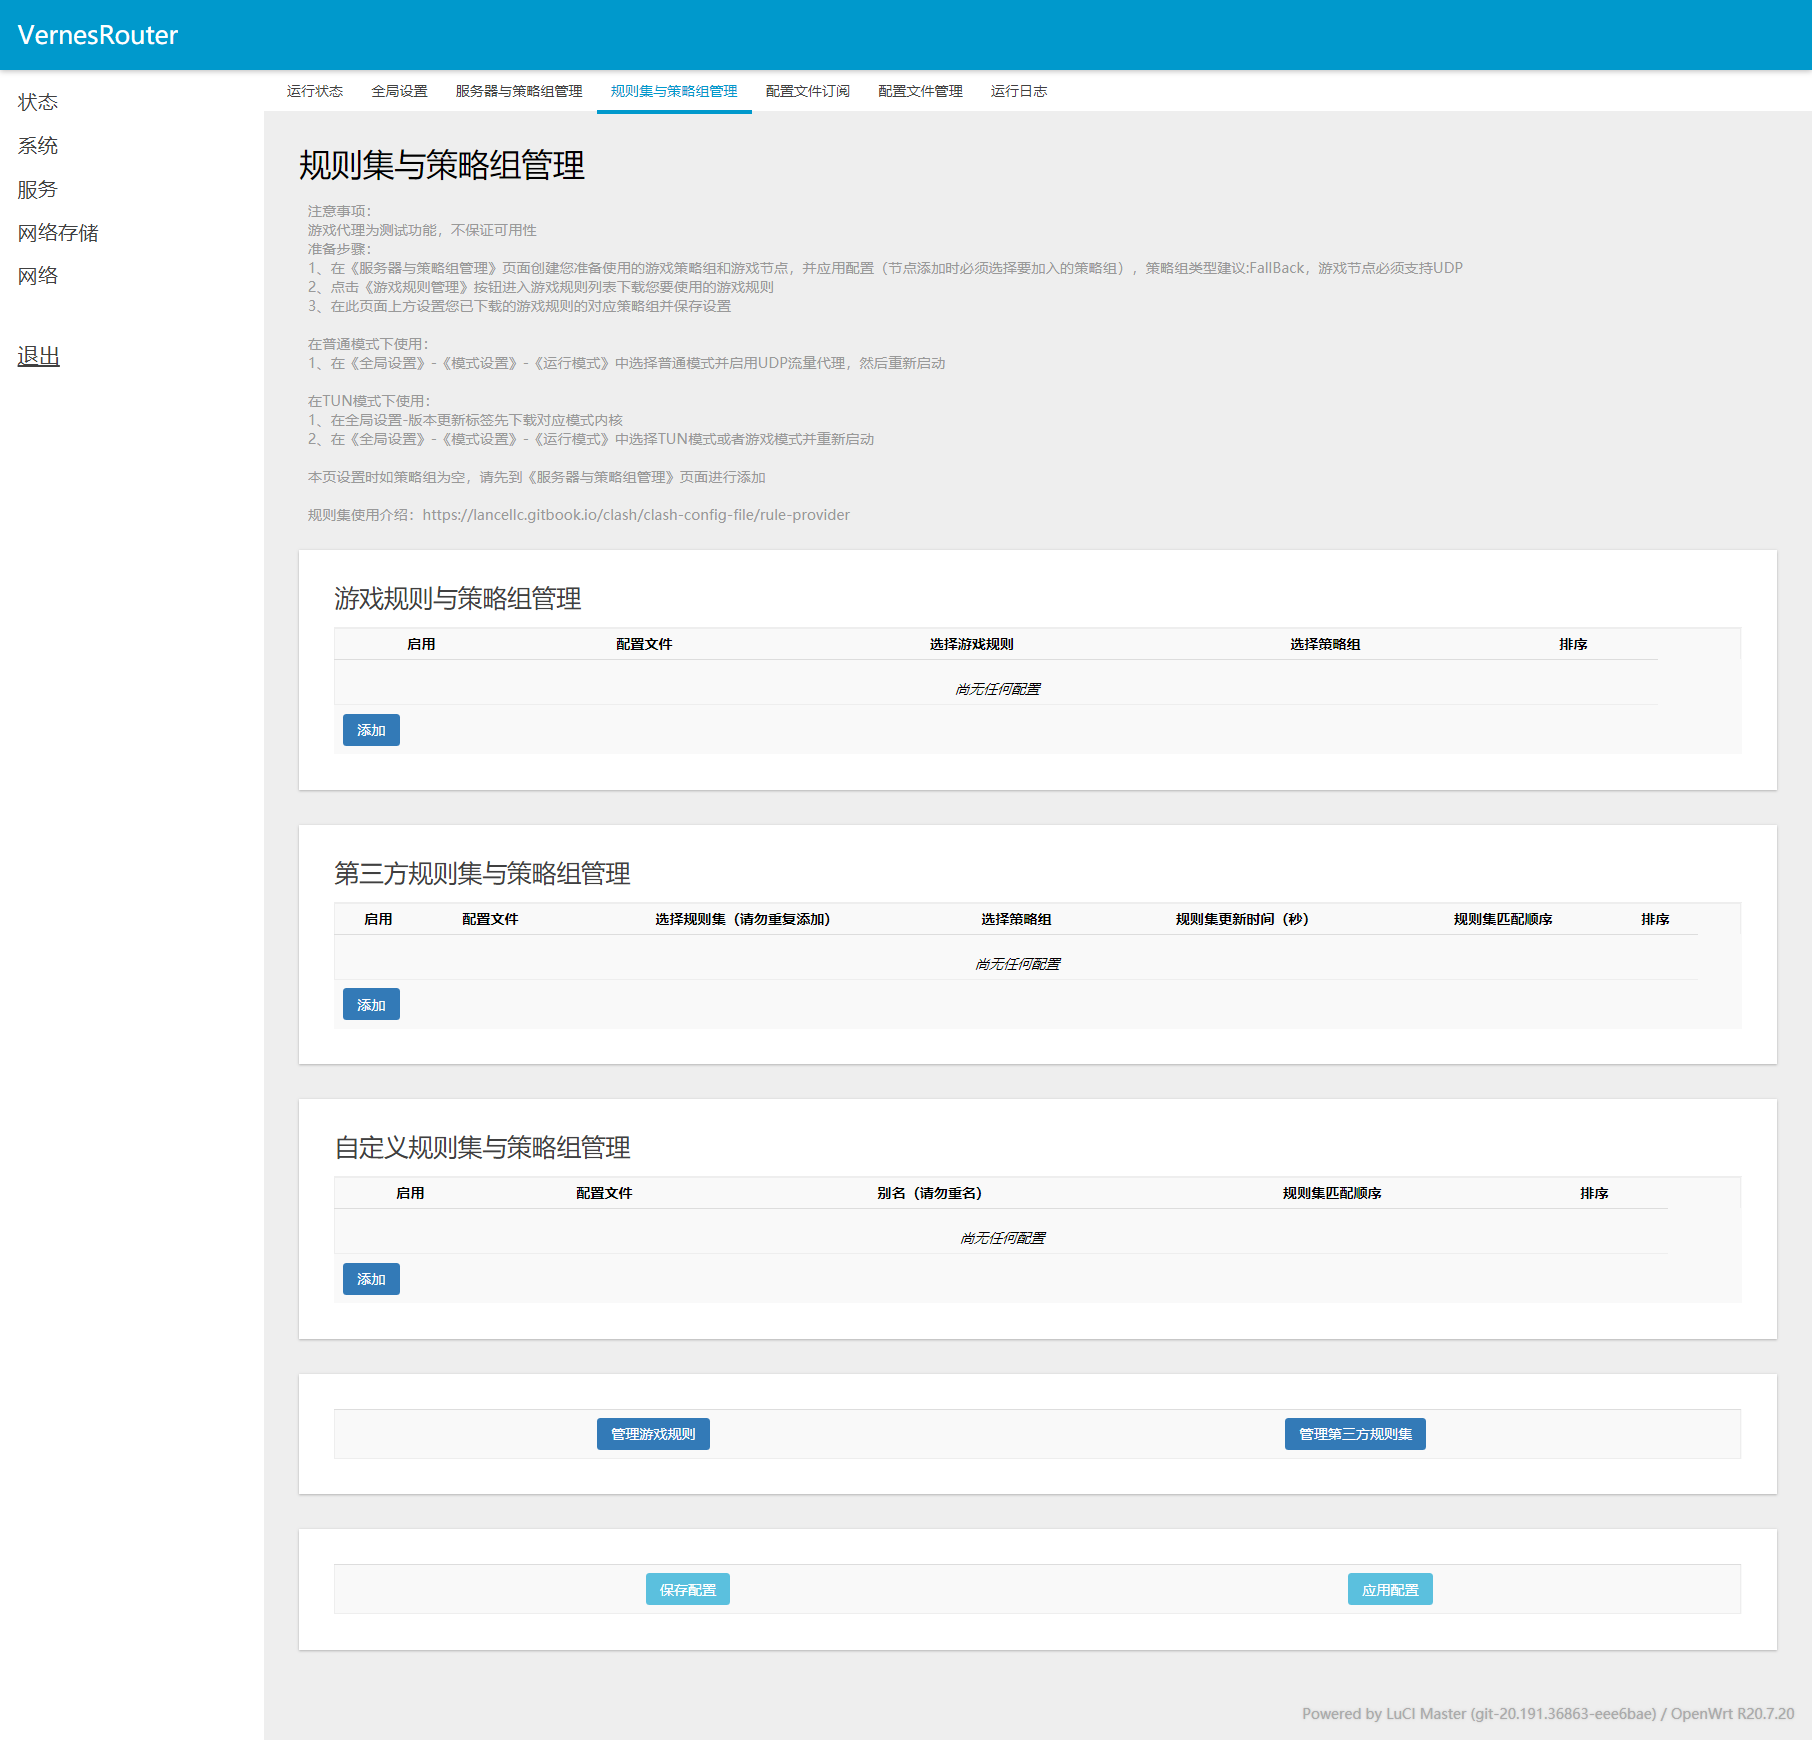 VernesRouter
状态
系统
服务
网络存储
网络
退出
运行状态 全局设置 服务器与策略组管理 规则集与策略组管理 配置文件订阅 配置文件管理 运行日志
规则集与策略组管理
注意事项：
游戏代理为测试功能，不保证可用性
准备步骤：
1、在《服务器与策略组管理》页面创建您准备使用的游戏策略组和游戏节点，并应用配置（节点添加时必须选择要加入的策略组），策略组类型建议:FallBack，游戏节点必须支持UDP
2、点击《游戏规则管理》按钮进入游戏规则列表下载您要使用的游戏规则
3、在此页面上方设置您已下载的游戏规则的对应策略组并保存设置
在普通模式下使用：
1、在《全局设置》-《模式设置》-《运行模式》中选择普通模式并启用UDP流量代理，然后重新启动
在TUN模式下使用：
1、在全局设置-版本更新标签先下载对应模式内核
2、在《全局设置》-《模式设置》-《运行模式》中选择TUN模式或者游戏模式并重新启动
本页设置时如策略组为空，请先到《服务器与策略组管理》页面进行添加
规则集使用介绍：https://lancellc.gitbook.io/clash/clash-config-file/rule-provider
游戏规则与策略组管理
启用 配置文件 选择游戏规则 选择策略组 排序
尚无任何配置
添加
第三方规则集与策略组管理
启用 配置文件 选择规则集（请勿重复添加） 选择策略组 规则集更新时间（秒） 规则集匹配顺序 排序
尚无任何配置
添加
自定义规则集与策略组管理
启用 配置文件 别名（请勿重名） 规则集匹配顺序 排序
尚无任何配置
添加
管理游戏规则 管理第三方规则集
保存配置 应用配置
Powered by LuCI Master (git-20.191.36863-eee6bae) / OpenWrt R20.7.20